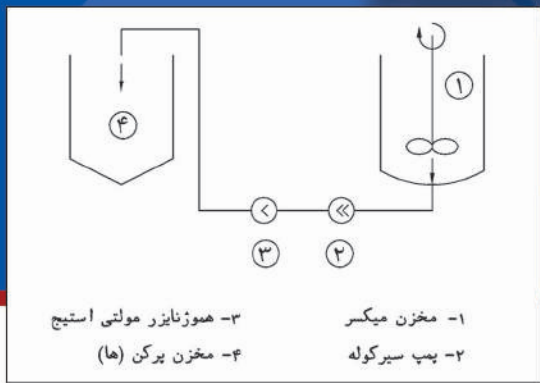 ۴
۱
۳
۲
۱- مخزن میکسر
۲- پمپ سیرکوله
۳- هموژنایزر مولتی استیج
۴- مخزن پرکن (ها)